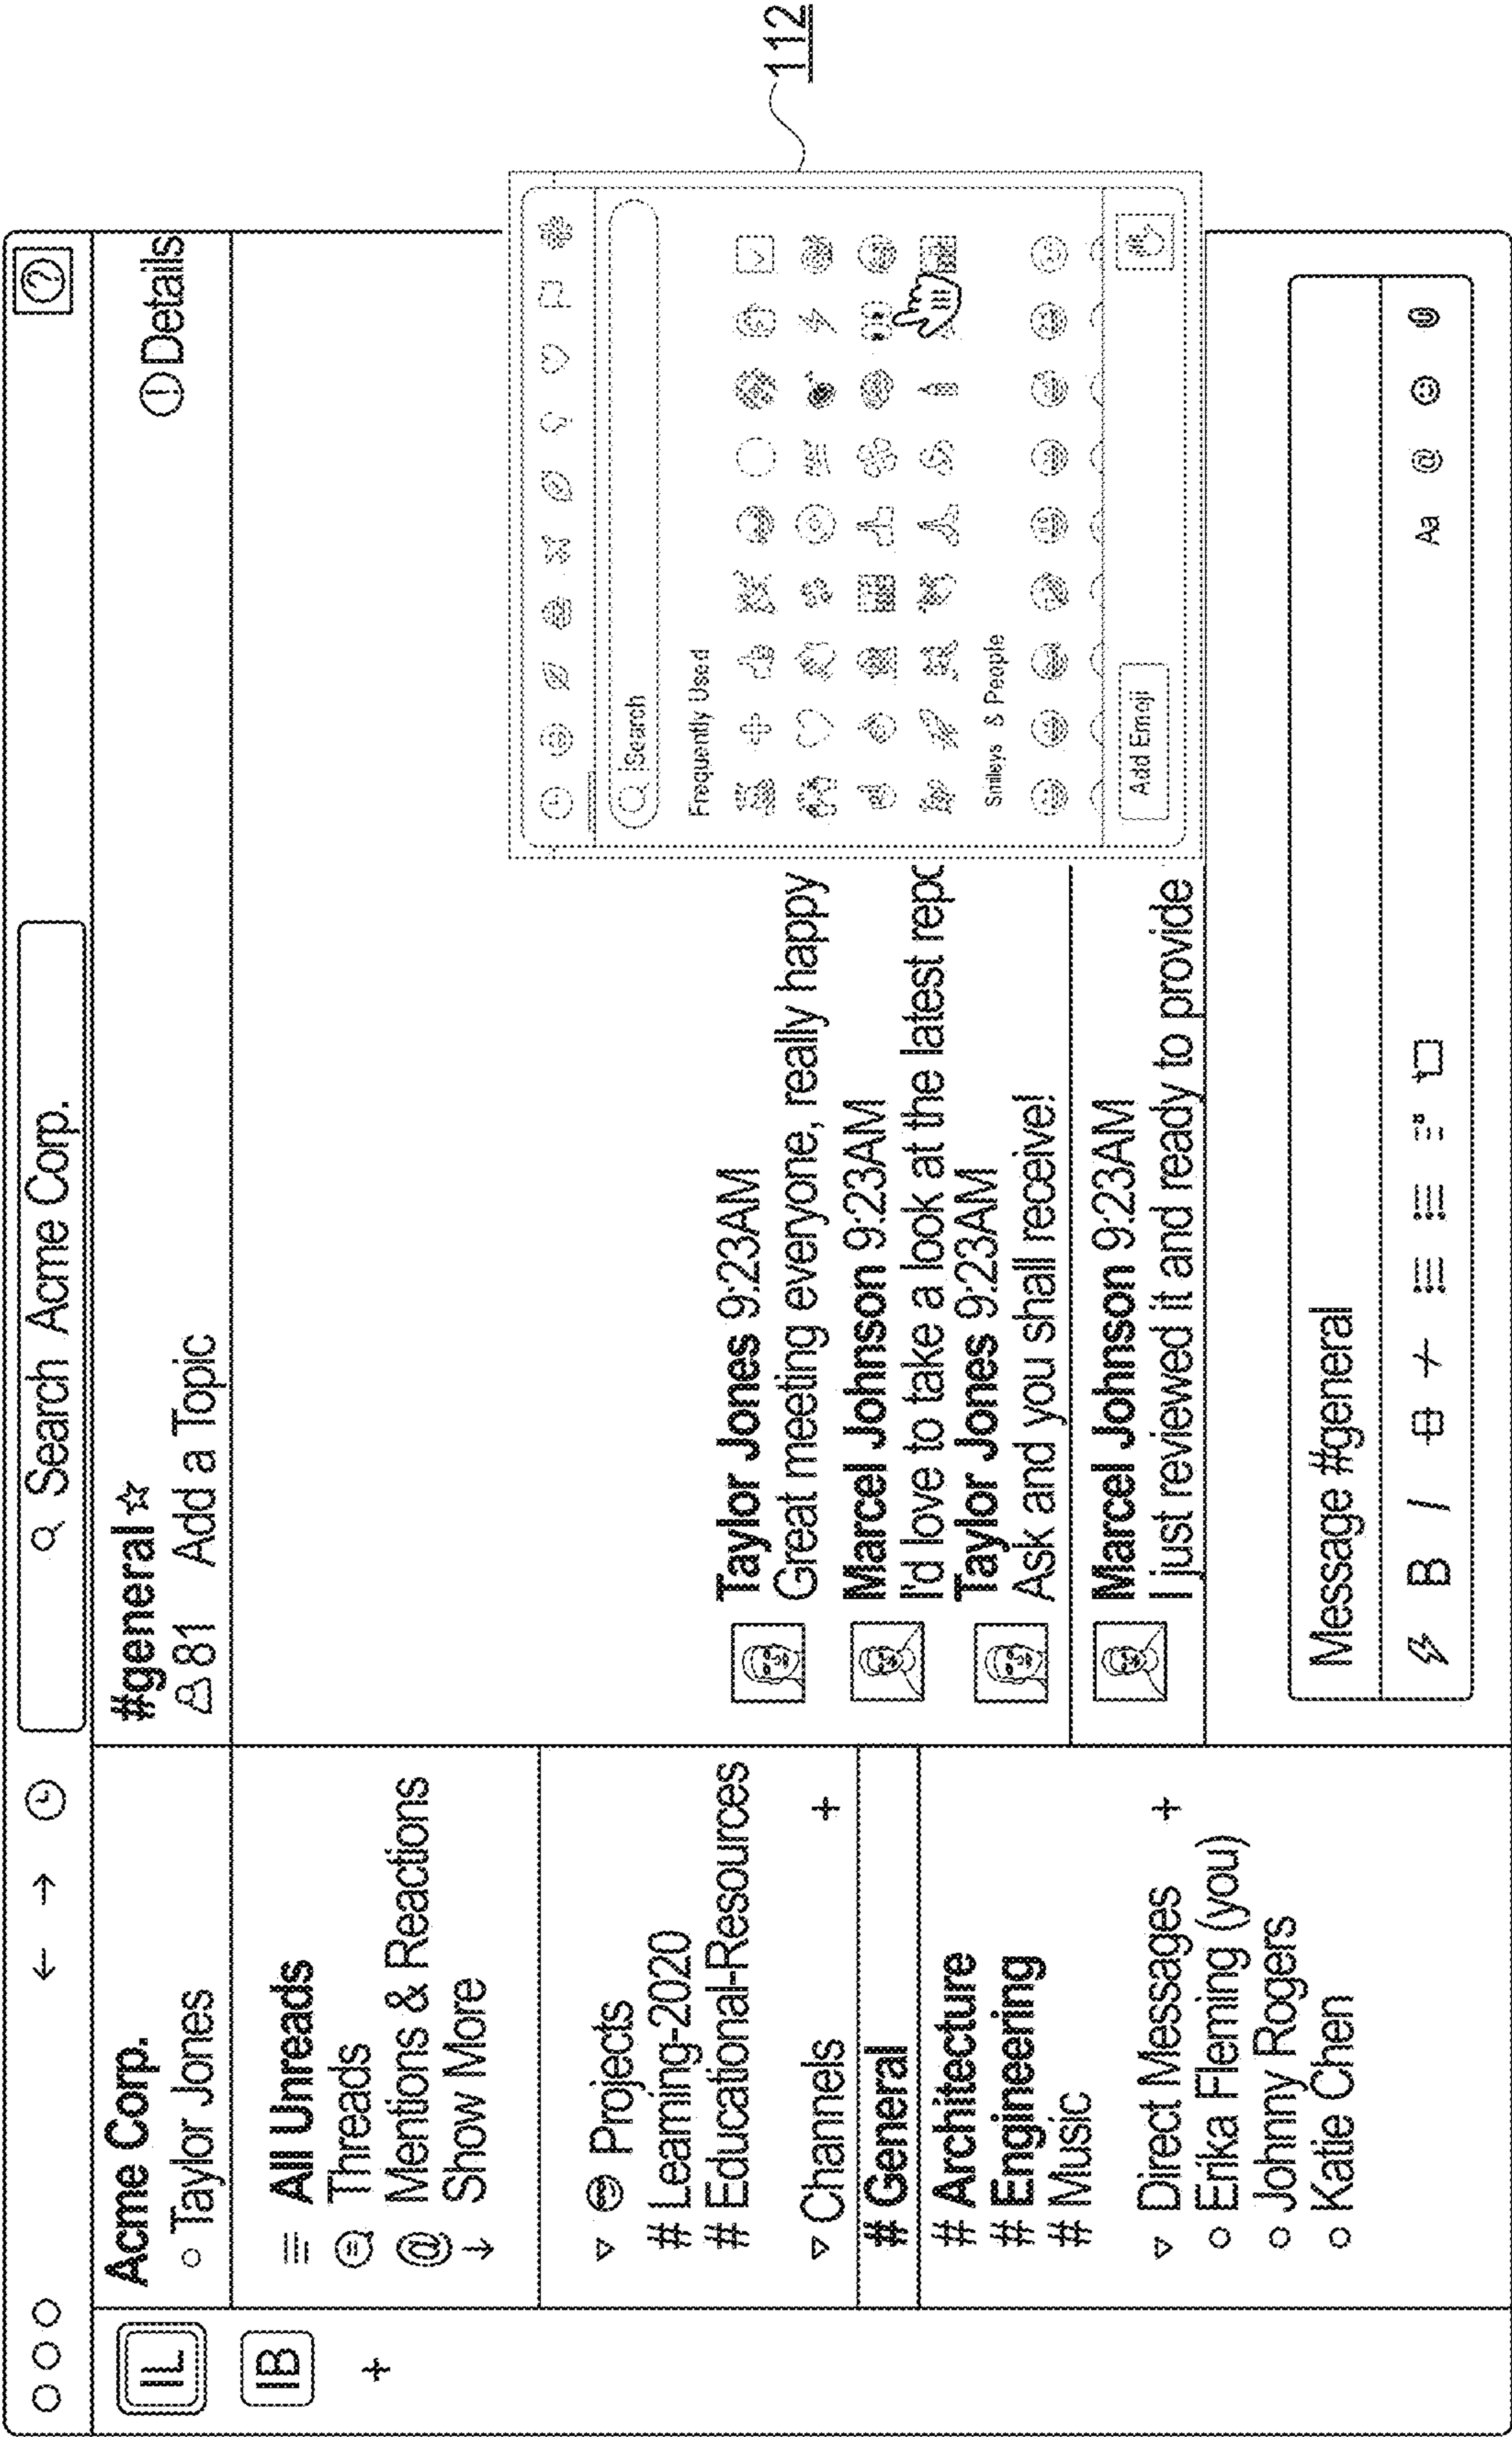 Search Acme Corp.
IL
IB
+
Acme Corp.
Taylor Jones
All Unreads
Threads
@ Mentions & Reactions
Show More
Projects
# Learning-2020
# Educational-Resources
Channels +
# General
# Architecture
# Engineering
# Music
Direct Messages +
Erika Fleming (you)
Johnny Rogers
Katie Chen
#general
81 Add a Topic
Details
Taylor Jones 9:23AM
Great meeting everyone, really happy
Marcel Johnson 9:23AM
I'd love to take a look at the latest repo
Taylor Jones 9:23AM
Ask and you shall receive!
Marcel Johnson 9:23AM
I just reviewed it and ready to provide
Search
Frequently Used
Smileys & People
Add Emoji
112
Message #general
B I Aa @